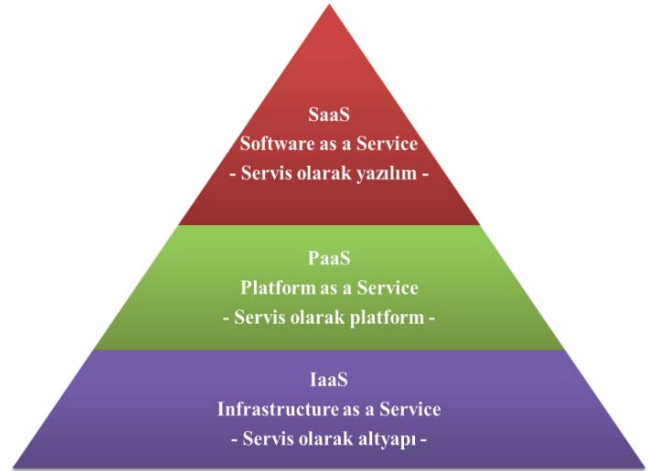 SaaS
Software as a Service
- Servis olarak yazılım -
PaaS
Platform as a Service
- Servis olarak platform -
IaaS
Infrastructure as a Service
- Servis olarak altyapı -